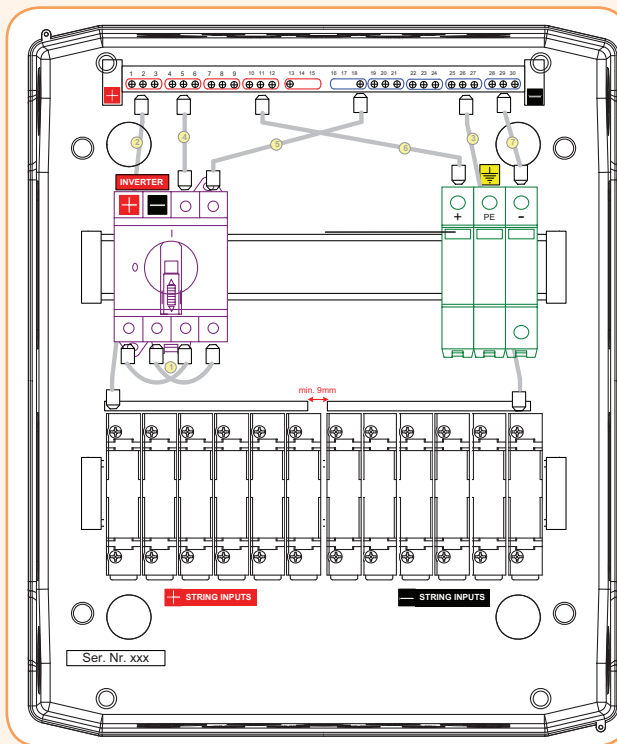 1 2 3 4 5 6 7 8 9 10 11 12 13 14 15 16 17 18 19 20 21 22 23 24 25 26 27 28 29 30
+ −
2 4 5 6 3 7
INVERTER
+ −
+ PE -
I
0
1
min. 9mm
+ STRING INPUTS — STRING INPUTS
Ser. Nr. xxx